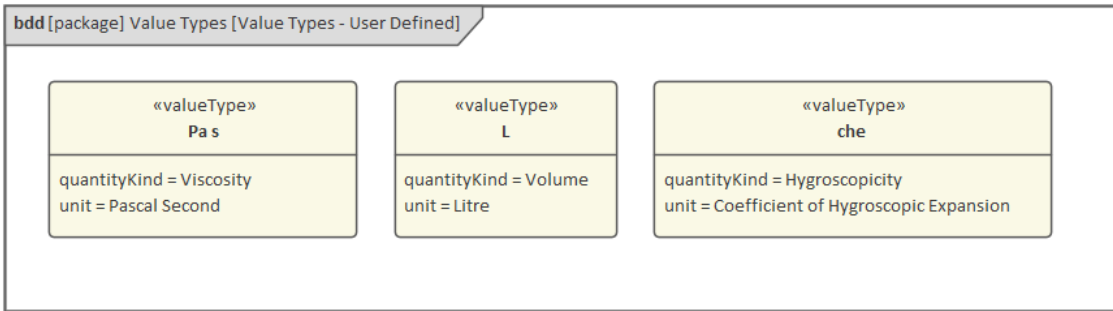 bdd [package] Value Types [Value Types - User Defined]
«valueType»
Pa s
quantityKind = Viscosity
unit = Pascal Second
«valueType»
L
quantityKind = Volume
unit = Litre
«valueType»
che
quantityKind = Hygroscopicity
unit = Coefficient of Hygroscopic Expansion